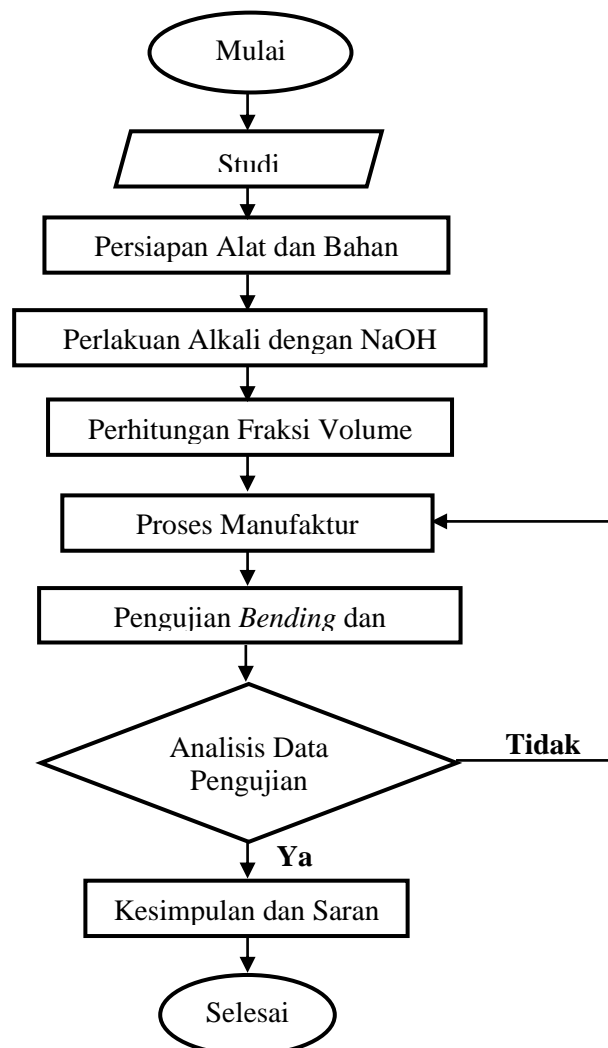 Mulai
Studi
Persiapan Alat dan Bahan
Perlakuan Alkali dengan NaOH
Perhitungan Fraksi Volume
Proses Manufaktur
Pengujian Bending dan
Analisis Data
Pengujian
Tidak
Ya
Kesimpulan dan Saran
Selesai